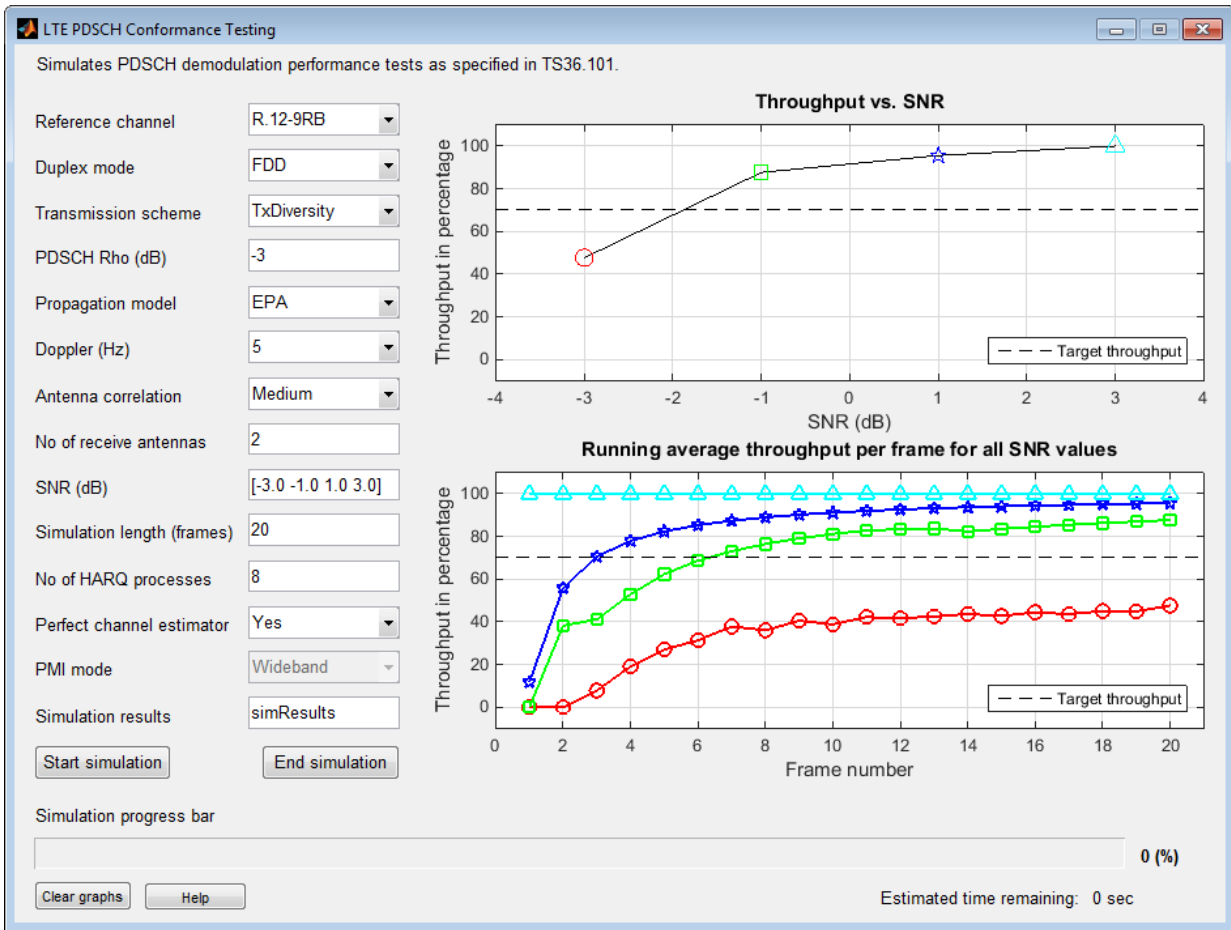 LTE PDSCH Conformance Testing
Simulates PDSCH demodulation performance tests as specified in TS36.101.
Reference channel R.12-9RB
Duplex mode FDD
Transmission scheme TxDiversity
PDSCH Rho (dB) -3
Propagation model EPA
Doppler (Hz) 5
Antenna correlation Medium
No of receive antennas 2
SNR (dB) [-3.0 -1.0 1.0 3.0]
Simulation length (frames) 20
No of HARQ processes 8
Perfect channel estimator Yes
PMI mode Wideband
Simulation results simResults
Start simulation End simulation
Throughput vs. SNR
Throughput in percentage
100
80
60
40
20
0
Target throughput
-4 -3 -2 -1 0 1 2 3 4
SNR (dB)
Running average throughput per frame for all SNR values
Throughput in percentage
100
80
60
40
20
0
Target throughput
0 2 4 6 8 10 12 14 16 18 20
Frame number
Simulation progress bar
0 (%)
Clear graphs Help
Estimated time remaining: 0 sec